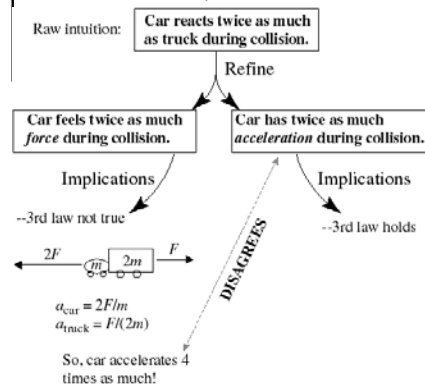 Raw intuition:
Car reacts twice as much
as truck during collision.
Refine
Car feels twice as much
force during collision.
Car has twice as much
acceleration during collision.
Implications
Implications
--3rd law not true
--3rd law holds
2F
m
2m
F
DISAGREES
a_car = 2F/m
a_truck = F/(2m)
So, car accelerates 4
times as much!